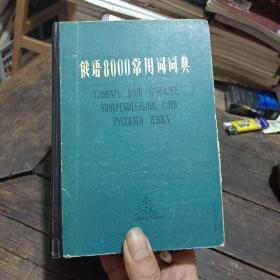 俄语8000常用词词典
СЛОВАРЬ 8000 НАИБОЛЕЕ
УПОТРЕБИТЕЛЬНЫХ СЛОВ
РУССКОГО ЯЗЫКА